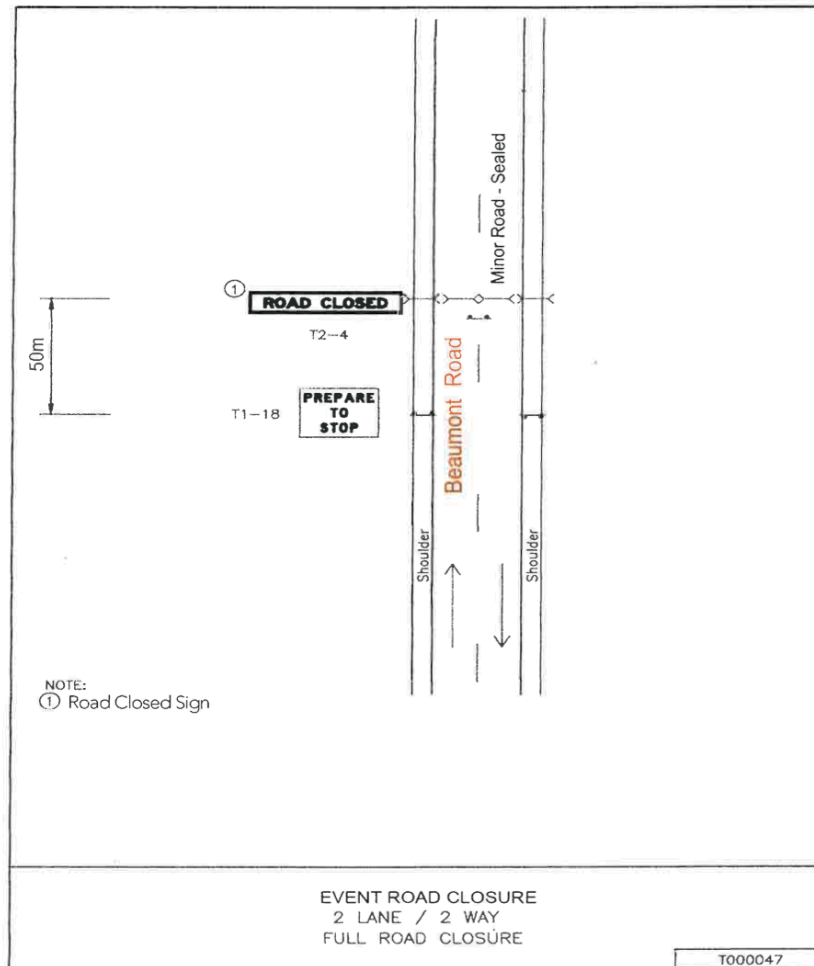 Minor Road - Sealed
①
ROAD CLOSED
T2-4
50m
T1-18
PREPARE
TO
STOP
Beaumont Road
Shoulder
Shoulder
NOTE:
① Road Closed Sign
EVENT ROAD CLOSURE
2 LANE / 2 WAY
FULL ROAD CLOSURE
T000047